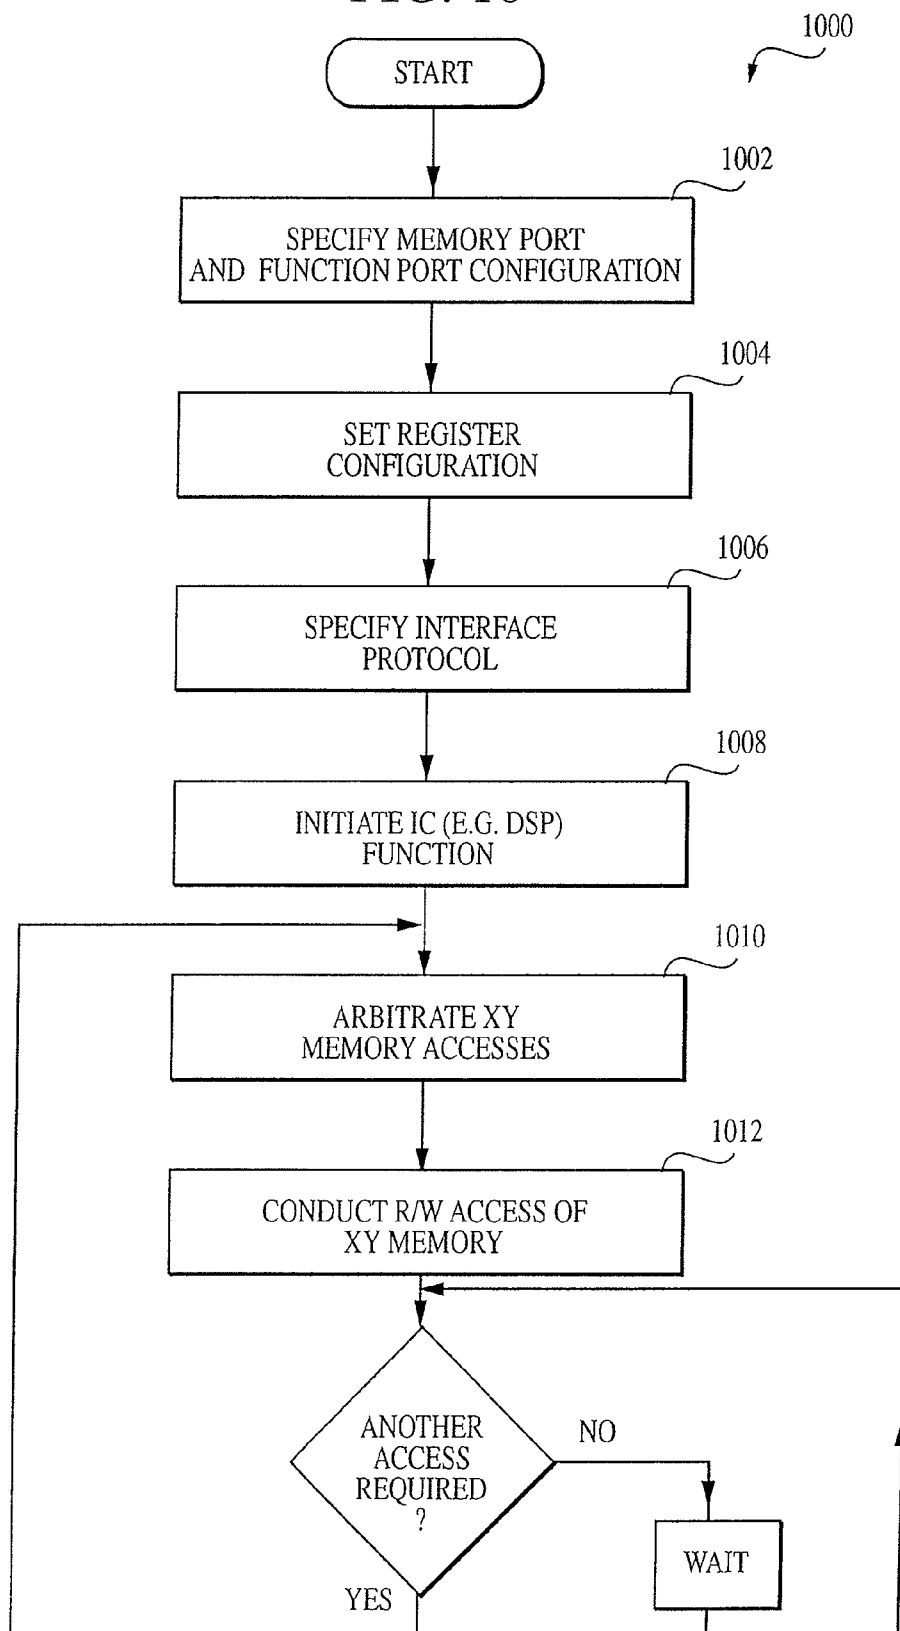 1000
START
1002
SPECIFY MEMORY PORT
AND FUNCTION PORT CONFIGURATION
1004
SET REGISTER
CONFIGURATION
1006
SPECIFY INTERFACE
PROTOCOL
1008
INITIATE IC (E.G. DSP)
FUNCTION
1010
ARBITRATE XY
MEMORY ACCESSES
1012
CONDUCT R/W ACCESS OF
XY MEMORY
ANOTHER
ACCESS
REQUIRED
?
NO
WAIT
YES